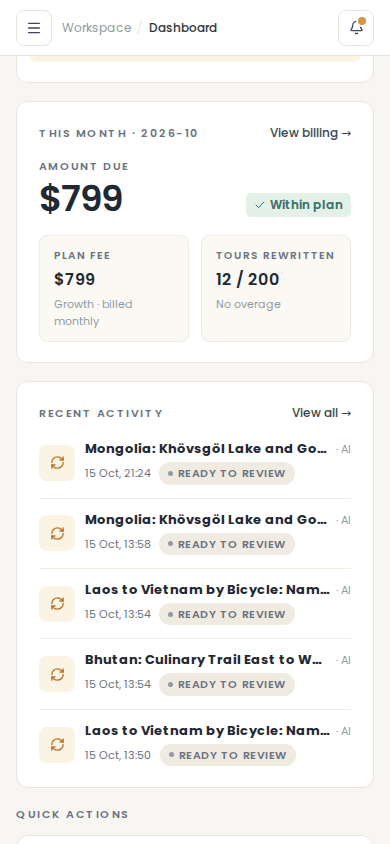 Workspace / Dashboard
THIS MONTH · 2026-10
View billing →
AMOUNT DUE
$799
Within plan
PLAN FEE
$799
Growth · billed
monthly
TOURS REWRITTEN
12 / 200
No overage
RECENT ACTIVITY
View all →
Mongolia: Khövsgöl Lake and Go... · AI
15 Oct, 21:24 READY TO REVIEW
Mongolia: Khövsgöl Lake and Go... · AI
15 Oct, 13:58 READY TO REVIEW
Laos to Vietnam by Bicycle: Nam... · AI
15 Oct, 13:54 READY TO REVIEW
Bhutan: Culinary Trail East to W... · AI
15 Oct, 13:54 READY TO REVIEW
Laos to Vietnam by Bicycle: Nam... · AI
15 Oct, 13:50 READY TO REVIEW
QUICK ACTIONS